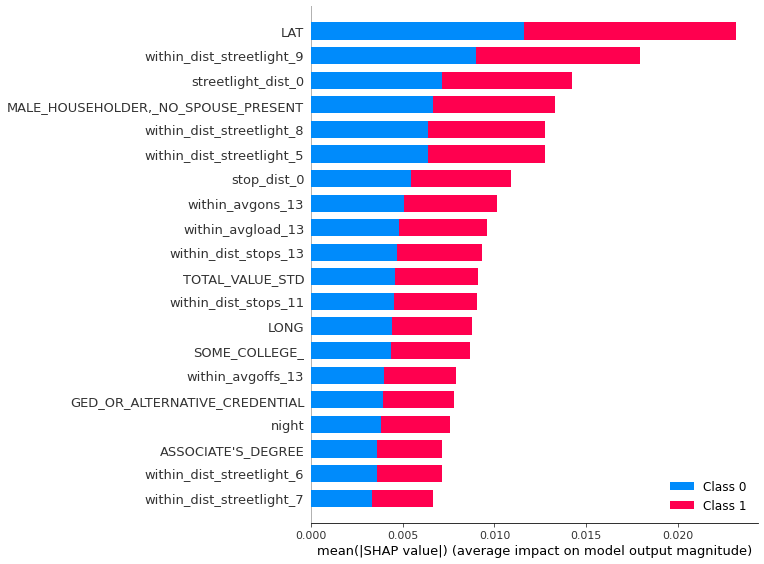 LAT
within_dist_streetlight_9
streetlight_dist_0
MALE_HOUSEHOLDER,_NO_SPOUSE_PRESENT
within_dist_streetlight_8
within_dist_streetlight_5
stop_dist_0
within_avgons_13
within_avgload_13
within_dist_stops_13
TOTAL_VALUE_STD
within_dist_stops_11
LONG
SOME_COLLEGE_
within_avgoffs_13
GED_OR_ALTERNATIVE_CREDENTIAL
night
ASSOCIATE'S_DEGREE
within_dist_streetlight_6
within_dist_streetlight_7
Class 0
Class 1
0.000 0.005 0.010 0.015 0.020
mean(|SHAP value|) (average impact on model output magnitude)